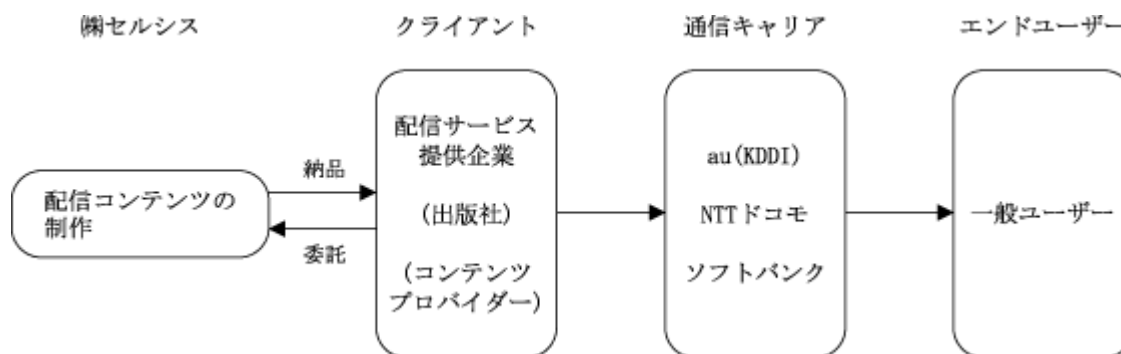 ㈱セルシス
クライアント
通信キャリア
エンドユーザー
配信コンテンツの
制作
納品
委託
配信サービス
提供企業
(出版社)
(コンテンツ
プロバイダー)
au(KDDI)
NTTドコモ
ソフトバンク
一般ユーザー